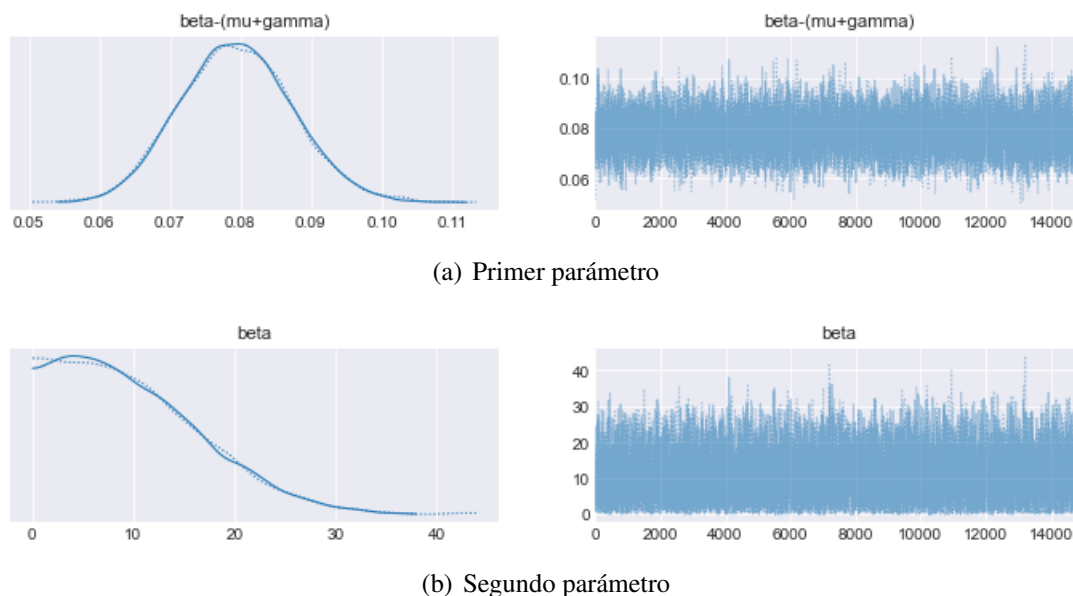 beta-(mu+gamma) beta-(mu+gamma)
0.10
0.08
0.06
0.05 0.06 0.07 0.08 0.09 0.10 0.11 0 2000 4000 6000 8000 10000 12000 14000
(a) Primer parámetro
beta beta
40
30
20
10
0
0 10 20 30 40 0 2000 4000 6000 8000 10000 12000 14000
(b) Segundo parámetro